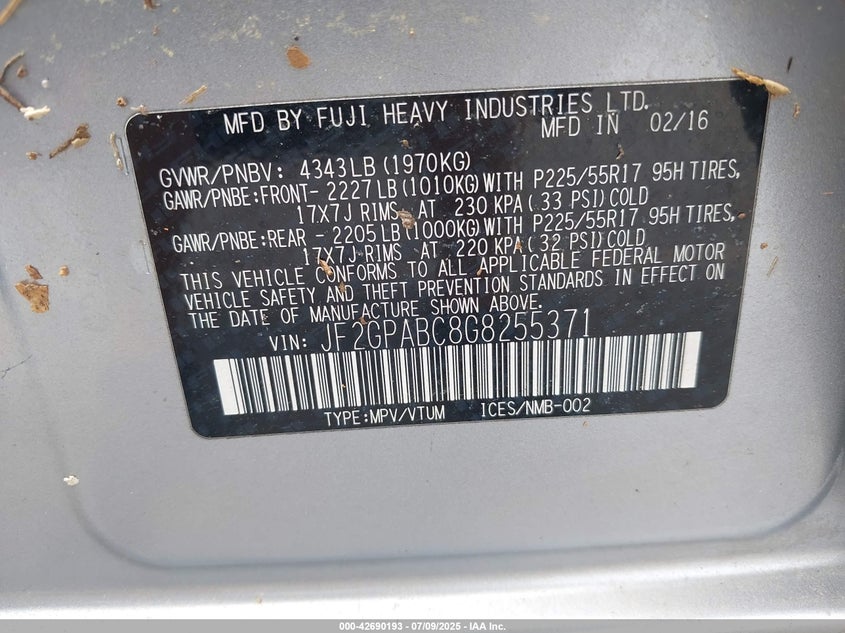 MFD BY FUJI HEAVY INDUSTRIES LTD.
MFD IN 02/16
GVWR/PNBV: 4343LB (1970KG)
GAWR/PNBE:FRONT- 2227LB (1010KG) WITH P225/55R17 95H TIRES,
17X7J RIMS AT 230 KPA ( 33 PSI) COLD
GAWR/PNBE:REAR - 2205LB (1000KG) WITH P225/55R17 95H TIRES,
17X7J RIMS AT 220 KPA ( 32 PSI) COLD
THIS VEHICLE CONFORMS TO ALL APPLICABLE FEDERAL MOTOR
VEHICLE SAFETY AND THEFT PREVENTION STANDARDS IN EFFECT ON
THE DATE OF MANUFACTURE SHOWN ABOVE.
VIN: JF2GPABC8G8255371
TYPE:MPV/VTUM ICES/NMB-002
000-42690193 - 07/09/2025 - IAA Inc.